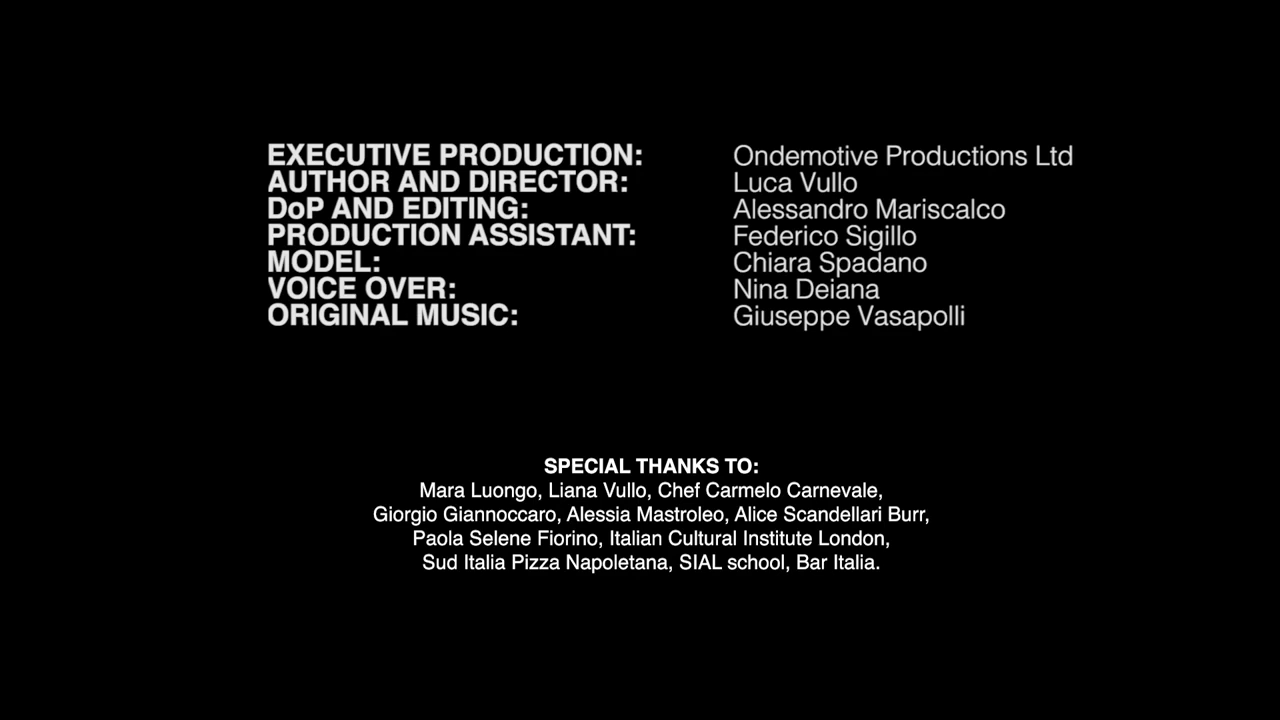 EXECUTIVE PRODUCTION: Ondemotive Productions Ltd
AUTHOR AND DIRECTOR: Luca Vullo
DoP AND EDITING: Alessandro Mariscalco
PRODUCTION ASSISTANT: Federico Sigillo
MODEL: Chiara Spadano
VOICE OVER: Nina Deiana
ORIGINAL MUSIC: Giuseppe Vasapolli
SPECIAL THANKS TO:
Mara Luongo, Liana Vullo, Chef Carmelo Carnevale,
Giorgio Giannoccaro, Alessia Mastroleo, Alice Scandellari Burr,
Paola Selene Fiorino, Italian Cultural Institute London,
Sud Italia Pizza Napoletana, SIAL school, Bar Italia.